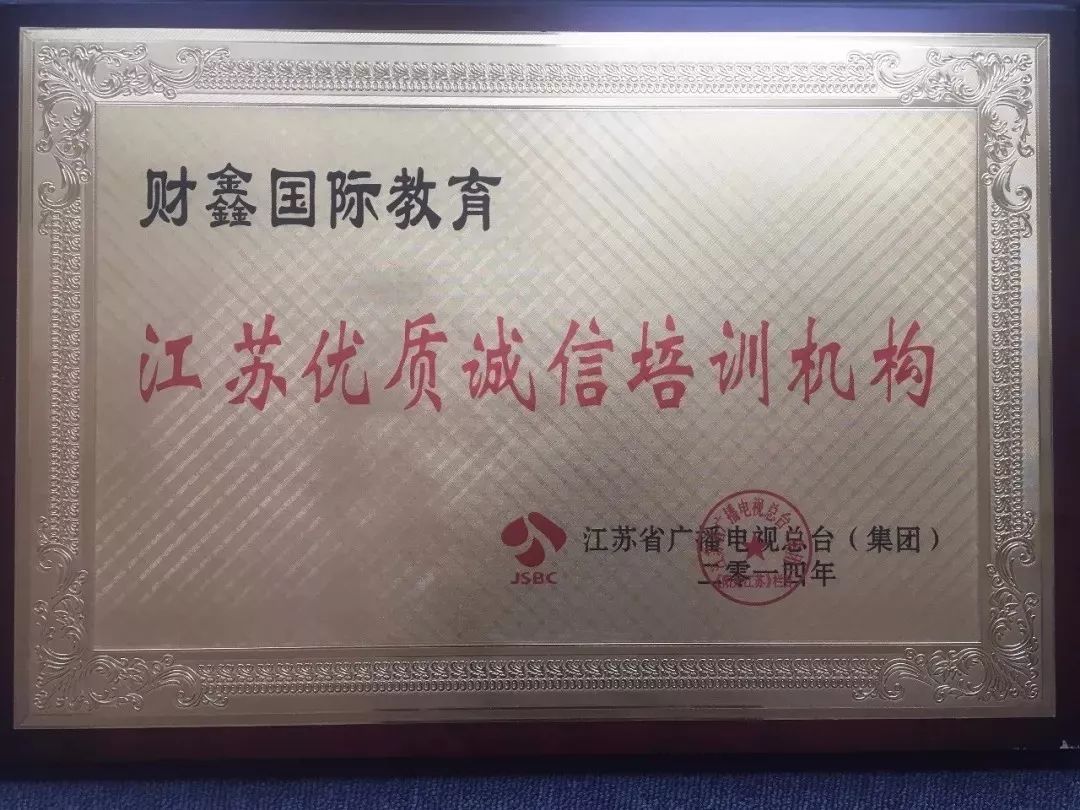 财鑫国际教育
江苏优质诚信培训机构
JSBC
江苏省广播电视总台（集团）
二零一四年